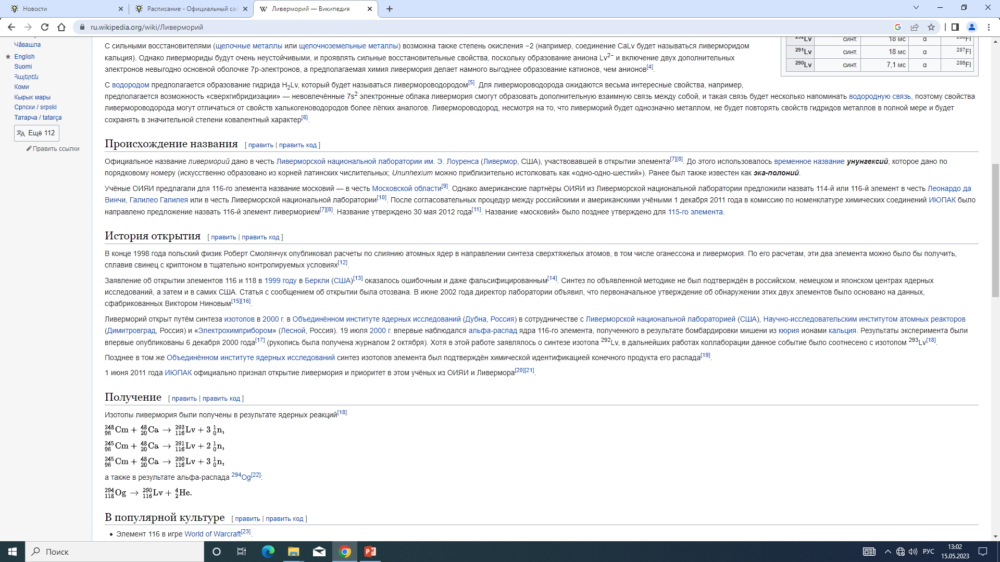 Новости
Расписание - Официальный сай
Ливерморий — Википедия
ru.wikipedia.org/wiki/Ливерморий
Чӑвашла
English
Suomi
Հայերեն
Коми
Кырык мары
Српски / srpski
Татарча / tatarça
Ещё 112
Править ссылки
292Lv синт. 18 мс α 288Fl
291Lv синт. 18 мс α 287Fl
290Lv синт. 7,1 мс α 286Fl
С сильными восстановителями (щелочные металлы или щелочноземельные металлы) возможна также степень окисления −2 (например, соединение CaLv будет называться ливерморидом
кальция). Однако ливермориды будут очень неустойчивыми, и проявлять сильные восстановительные свойства, поскольку образование аниона Lv2− и включение двух дополнительных
электронов невыгодно основной оболочке 7p-электронов, а предполагаемая химия ливермория делает намного выгоднее образование катионов, чем анионов[4].
С водородом предполагается образование гидрида H2Lv, который будет называться ливермороводородом[5]. Для ливермороводорода ожидаются весьма интересные свойства, например,
предполагается возможность «сверхгибридизации» — невовлечённые 7s2 электронные облака ливермория смогут образовать дополнительную взаимную связь между собой, и такая связь будет несколько напоминать водородную связь, поэтому свойства
ливермороводорода могут отличаться от свойств халькогеноводородов более лёгких аналогов. Ливермороводород, несмотря на то, что ливерморий будет однозначно металлом, не будет повторять свойств гидридов металлов в полной мере и будет
сохранять в значительной степени ковалентный характер[6].
Происхождение названия [ править | править код ]
Официальное название ливерморий дано в честь Ливерморской национальной лаборатории им. Э. Лоуренса (Ливермор, США), участвовавшей в открытии элемента[7][8]. До этого использовалось временное название унунгексий, которое дано по
порядковому номеру (искусственно образовано из корней латинских числительных; Ununhexium можно приблизительно истолковать как «одно-одно-шестий»). Ранее был также известен как эка-полоний.
Учёные ОИЯИ предлагали для 116-го элемента название московий — в честь Московской области[9]. Однако американские партнёры ОИЯИ из Ливерморской национальной лаборатории предложили назвать 114-й или 116-й элемент в честь Леонардо да
Винчи, Галилео Галилея или в честь Ливерморской национальной лаборатории[10]. После согласовательных процедур между российскими и американскими учёными 1 декабря 2011 года в комиссию по номенклатуре химических соединений ИЮПАК было
направлено предложение назвать 116-й элемент ливерморием[7][8]. Название утверждено 30 мая 2012 года[11]. Название «московий» было позднее утверждено для 115-го элемента.
История открытия [ править | править код ]
В конце 1998 года польский физик Роберт Смолянчук опубликовал расчеты по слиянию атомных ядер в направлении синтеза сверхтяжелых атомов, в том числе оганессона и ливермория. По его расчетам, эти два элемента можно было бы получить,
сплавив свинец с криптоном в тщательно контролируемых условиях[12].
Заявление об открытии элементов 116 и 118 в 1999 году в Беркли (США)[13] оказалось ошибочным и даже фальсифицированным[14]. Синтез по объявленной методике не был подтверждён в российском, немецком и японском центрах ядерных
исследований, а затем и в самих США. Статья с сообщением об открытии была отозвана. В июне 2002 года директор лаборатории объявил, что первоначальное утверждение об обнаружении этих двух элементов было основано на данных,
сфабрикованных Виктором Ниновым[15][16].
Ливерморий открыт путём синтеза изотопов в 2000 г. в Объединённом институте ядерных исследований (Дубна, Россия) в сотрудничестве с Ливерморской национальной лабораторией (США), Научно-исследовательским институтом атомных реакторов
(Димитровград, Россия) и «Электрохимприбором» (Лесной, Россия). 19 июля 2000 г. впервые наблюдался альфа-распад ядра 116-го элемента, полученного в результате бомбардировки мишени из кюрия ионами кальция. Результаты эксперимента были
впервые опубликованы 6 декабря 2000 года[17] (рукопись была получена журналом 2 октября). Хотя в этой работе заявлялось о синтезе изотопа 292Lv, в дальнейших работах коллаборации данное событие было соотнесено с изотопом 293Lv[18].
Позднее в том же Объединённом институте ядерных исследований синтез изотопов элемента был подтверждён химической идентификацией конечного продукта его распада[19].
1 июня 2011 года ИЮПАК официально признал открытие ливермория и приоритет в этом учёных из ОИЯИ и Ливермора[20][21].
Получение [ править | править код ]
Изотопы ливермория были получены в результате ядерных реакций[18]
248 96 Cm + 48 20 Ca → 293 116 Lv + 3 1 0 n,
245 96 Cm + 48 20 Ca → 291 116 Lv + 2 1 0 n,
245 96 Cm + 48 20 Ca → 290 116 Lv + 3 1 0 n,
а также в результате альфа-распада 294Og[22]:
294 118 Og → 290 116 Lv + 4 2 He.
В популярной культуре [ править | править код ]
Элемент 116 в игре World of Warcraft[23].
Поиск
РУС
13:02
15.05.2023